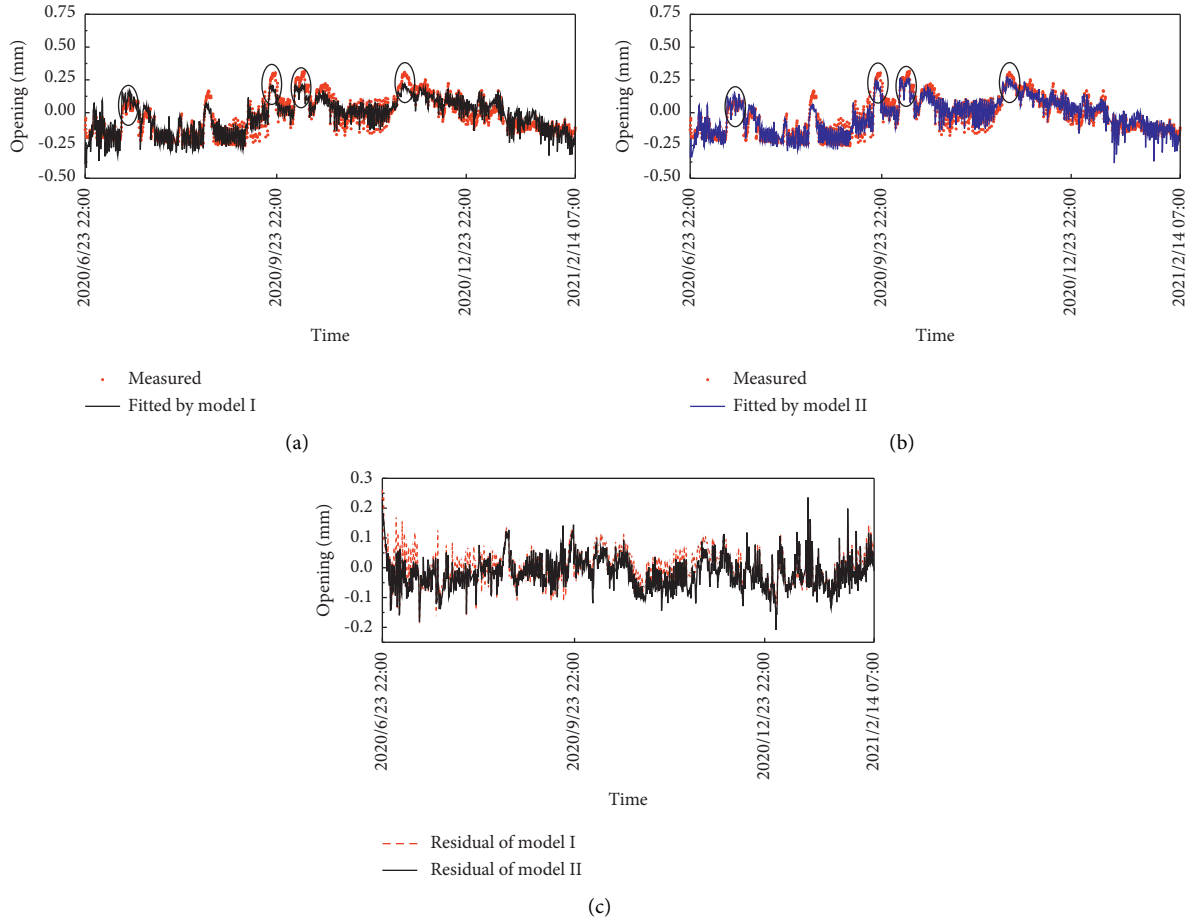 0.75
0.50
0.25
0.00
-0.25
-0.50
Opening (mm)
2020/6/23 22:00
2020/9/23 22:00
2020/12/23 22:00
2021/2/14 07:00
Time
Measured
Fitted by model I
(a)
0.75
0.50
0.25
0.00
-0.25
-0.50
Opening (mm)
2020/6/23 22:00
2020/9/23 22:00
2020/12/23 22:00
2021/2/14 07:00
Time
Measured
Fitted by model II
(b)
0.3
0.2
0.1
0.0
-0.1
-0.2
Opening (mm)
2020/6/23 22:00
2020/9/23 22:00
2020/12/23 22:00
2021/2/14 07:00
Time
Residual of model I
Residual of model II
(c)